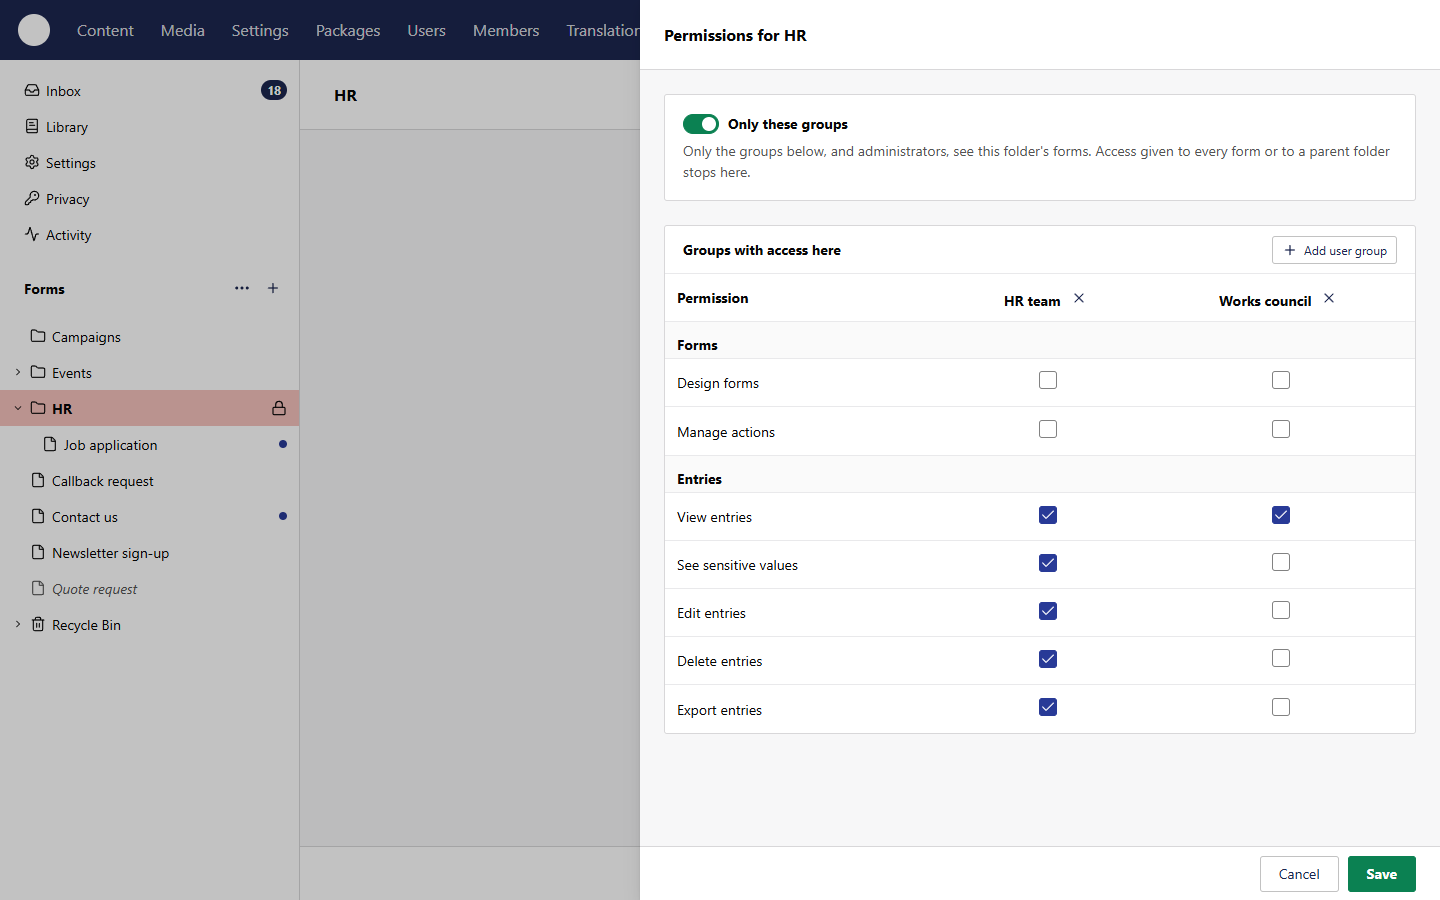 Content Media Settings Packages Users Members Translation
Permissions for HR
Inbox 18
Library
Settings
Privacy
Activity
Forms
Campaigns
Events
HR
Job application
Callback request
Contact us
Newsletter sign-up
Quote request
Recycle Bin
HR
Only these groups
Only the groups below, and administrators, see this folder's forms. Access given to every form or to a parent folder
stops here.
Groups with access here
Add user group
Permission HR team Works council
Forms
Design forms
Manage actions
Entries
View entries
See sensitive values
Edit entries
Delete entries
Export entries
Cancel Save